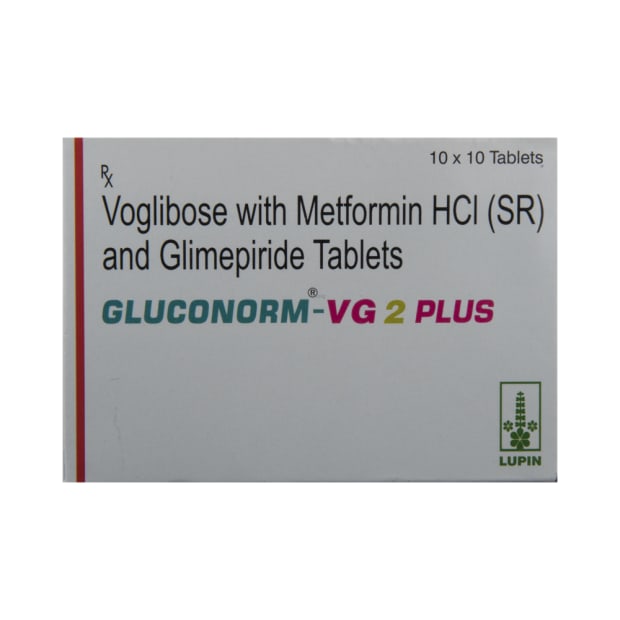 10 x 10 Tablets
Rx
Voglibose with Metformin HCl (SR)
and Glimepiride Tablets
GLUCONORM®-VG 2 PLUS
LUPIN